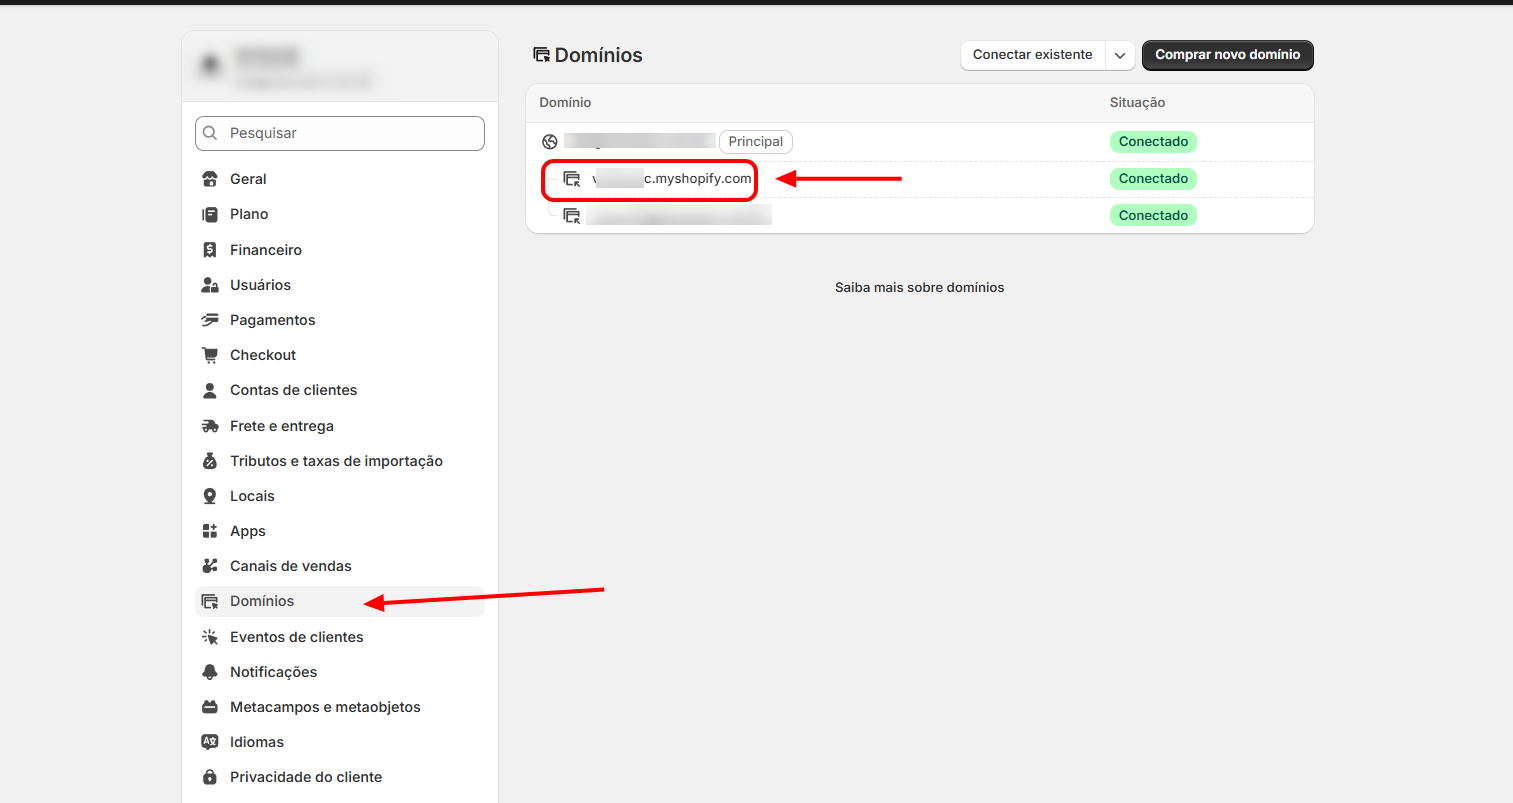 Domínios
Conectar existente
Comprar novo domínio
Domínio
Situação
Principal
Conectado
c.myshopify.com
Conectado
Conectado
Saiba mais sobre domínios
Pesquisar
Geral
Plano
Financeiro
Usuários
Pagamentos
Checkout
Contas de clientes
Frete e entrega
Tributos e taxas de importação
Locais
Apps
Canais de vendas
Domínios
Eventos de clientes
Notificações
Metacampos e metaobjetos
Idiomas
Privacidade do cliente